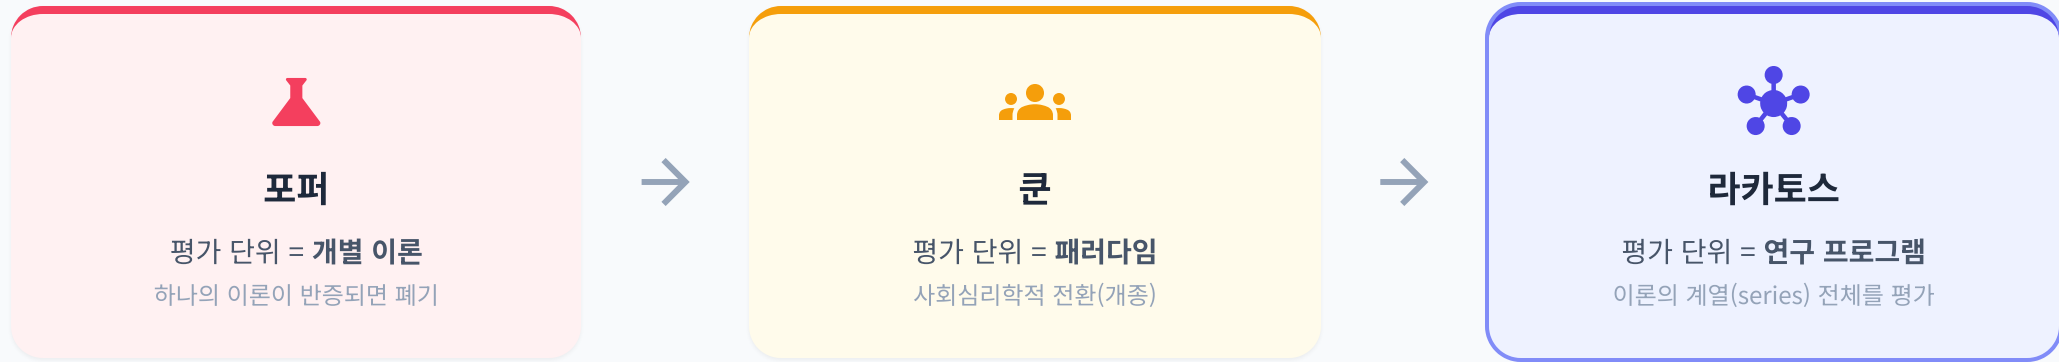 포퍼
평가 단위 = 개별 이론
하나의 이론이 반증되면 폐기
쿤
평가 단위 = 패러다임
사회심리학적 전환(개종)
라카토스
평가 단위 = 연구 프로그램
이론의 계열(series) 전체를 평가